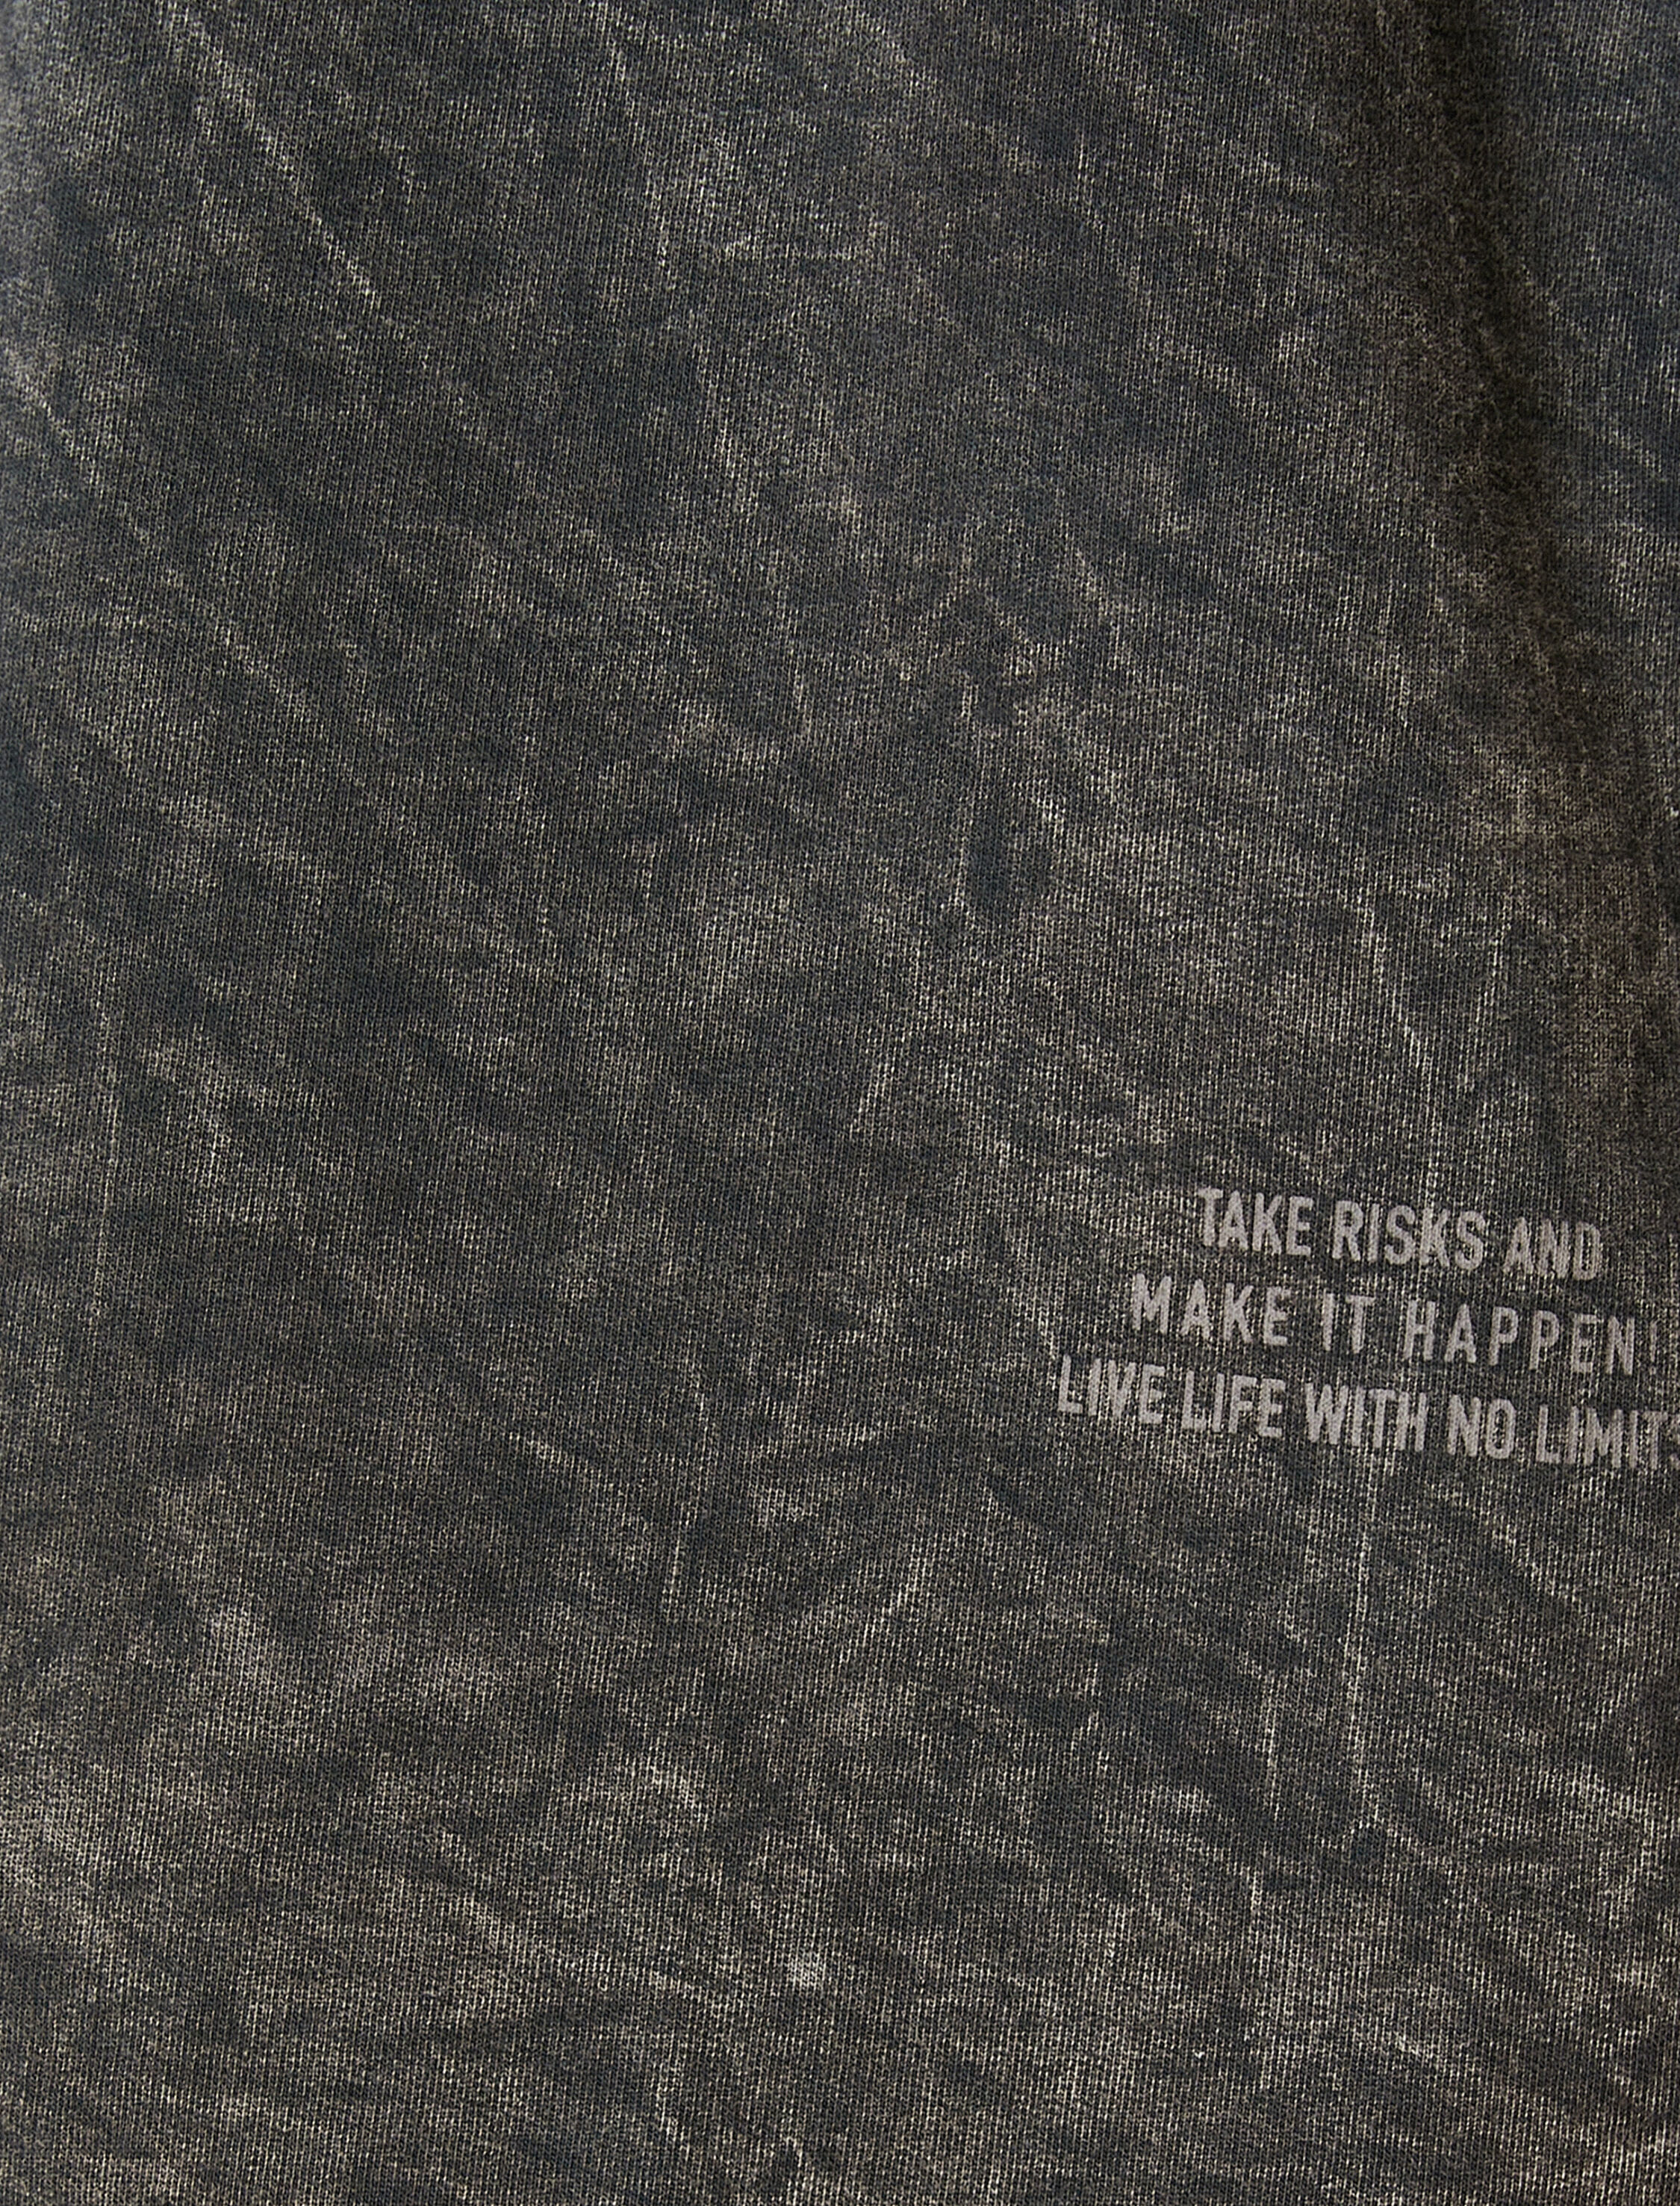 TAKE RISKS AND
MAKE IT HAPPEN!
LIVE LIFE WITH NO LIMITS